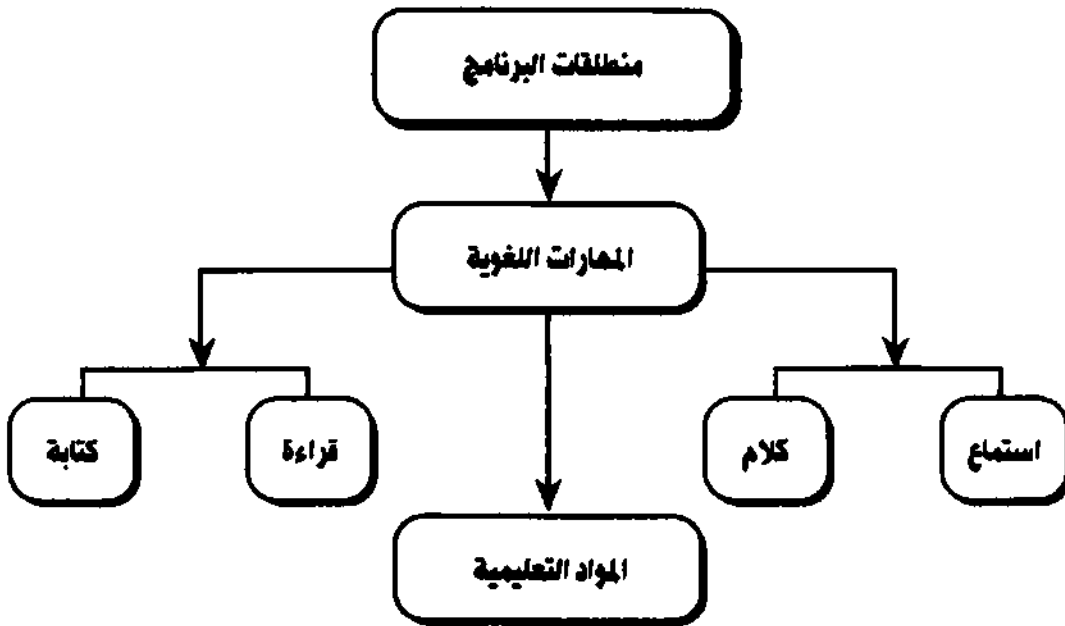 منطلقات البرنامج
المهارات اللغوية
استماع
كلام
قراءة
كتابة
المواد التعليمية